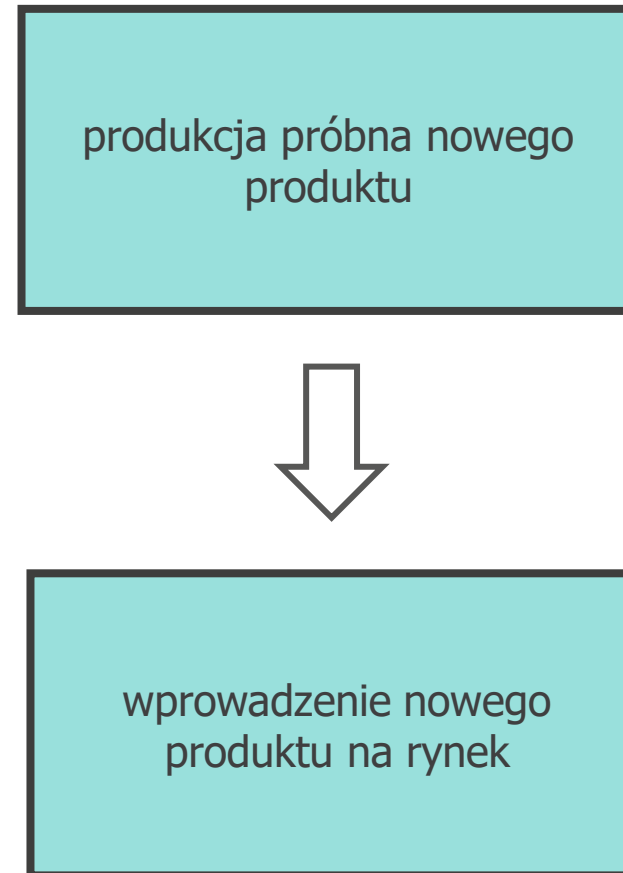 produkcja próbna nowego
produktu
wprowadzenie nowego
produktu na rynek